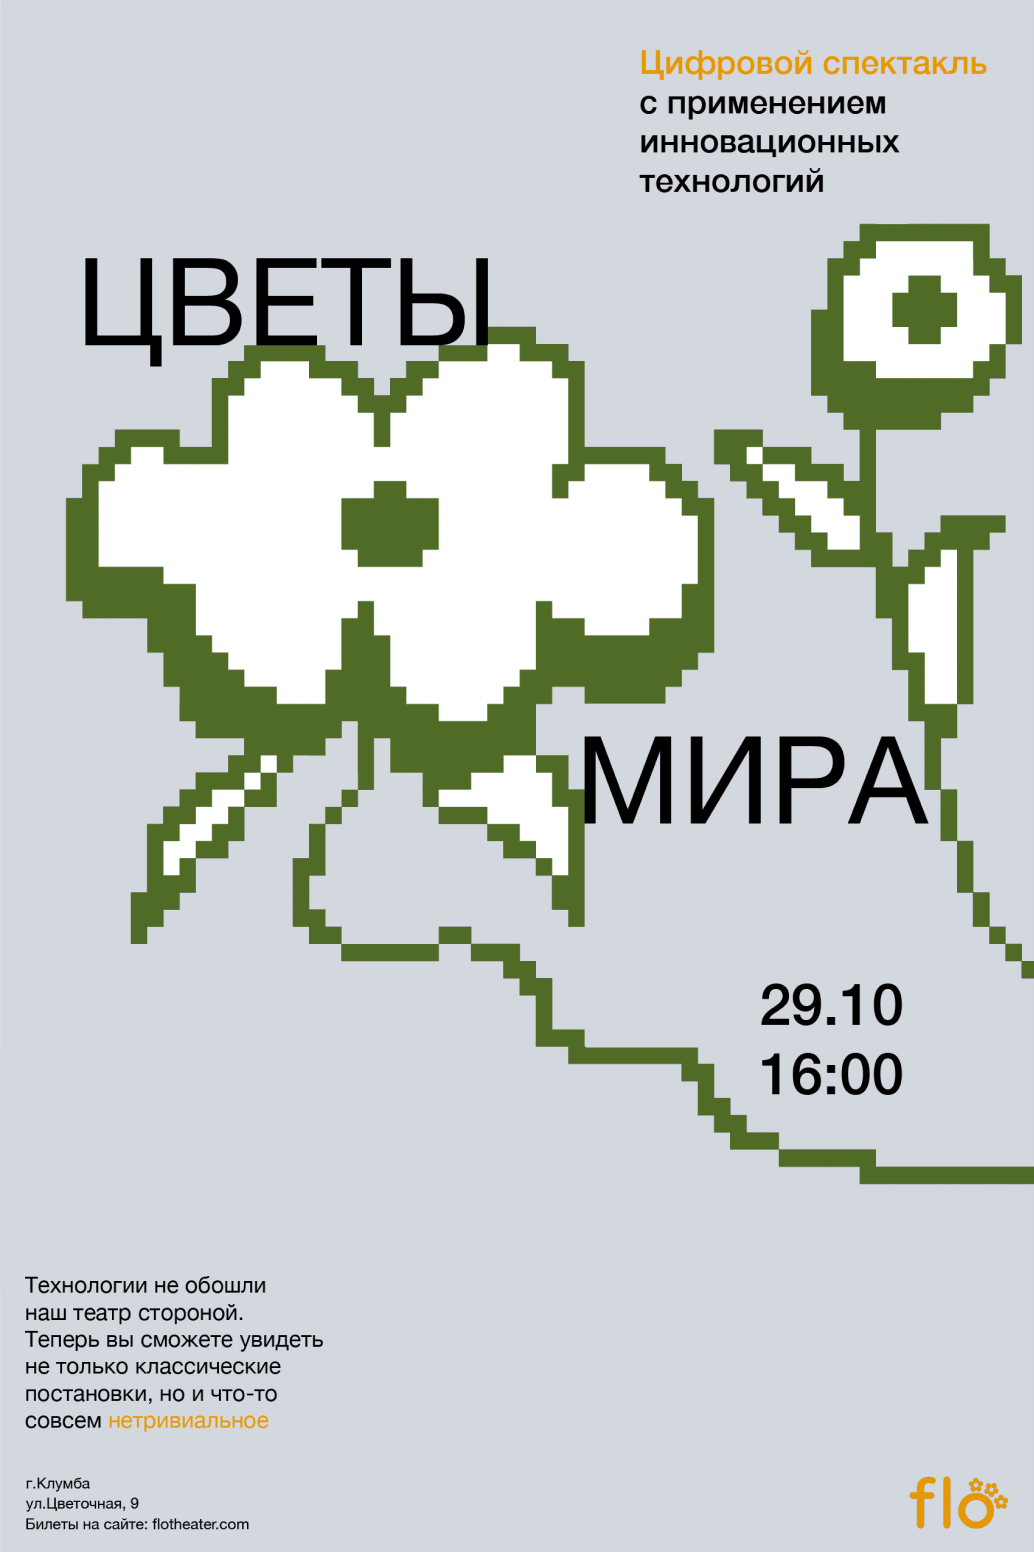 Цифровой спектакль
с применением
инновационных
технологий
ЦВЕТЫ
МИРА
29.10
16:00
Технологии не обошли
наш театр стороной.
Теперь вы сможете увидеть
не только классические
постановки, но и что-то
совсем нетривиальное
г.Клумба
ул.Цветочная, 9
Билеты на сайте: flotheater.com
flo